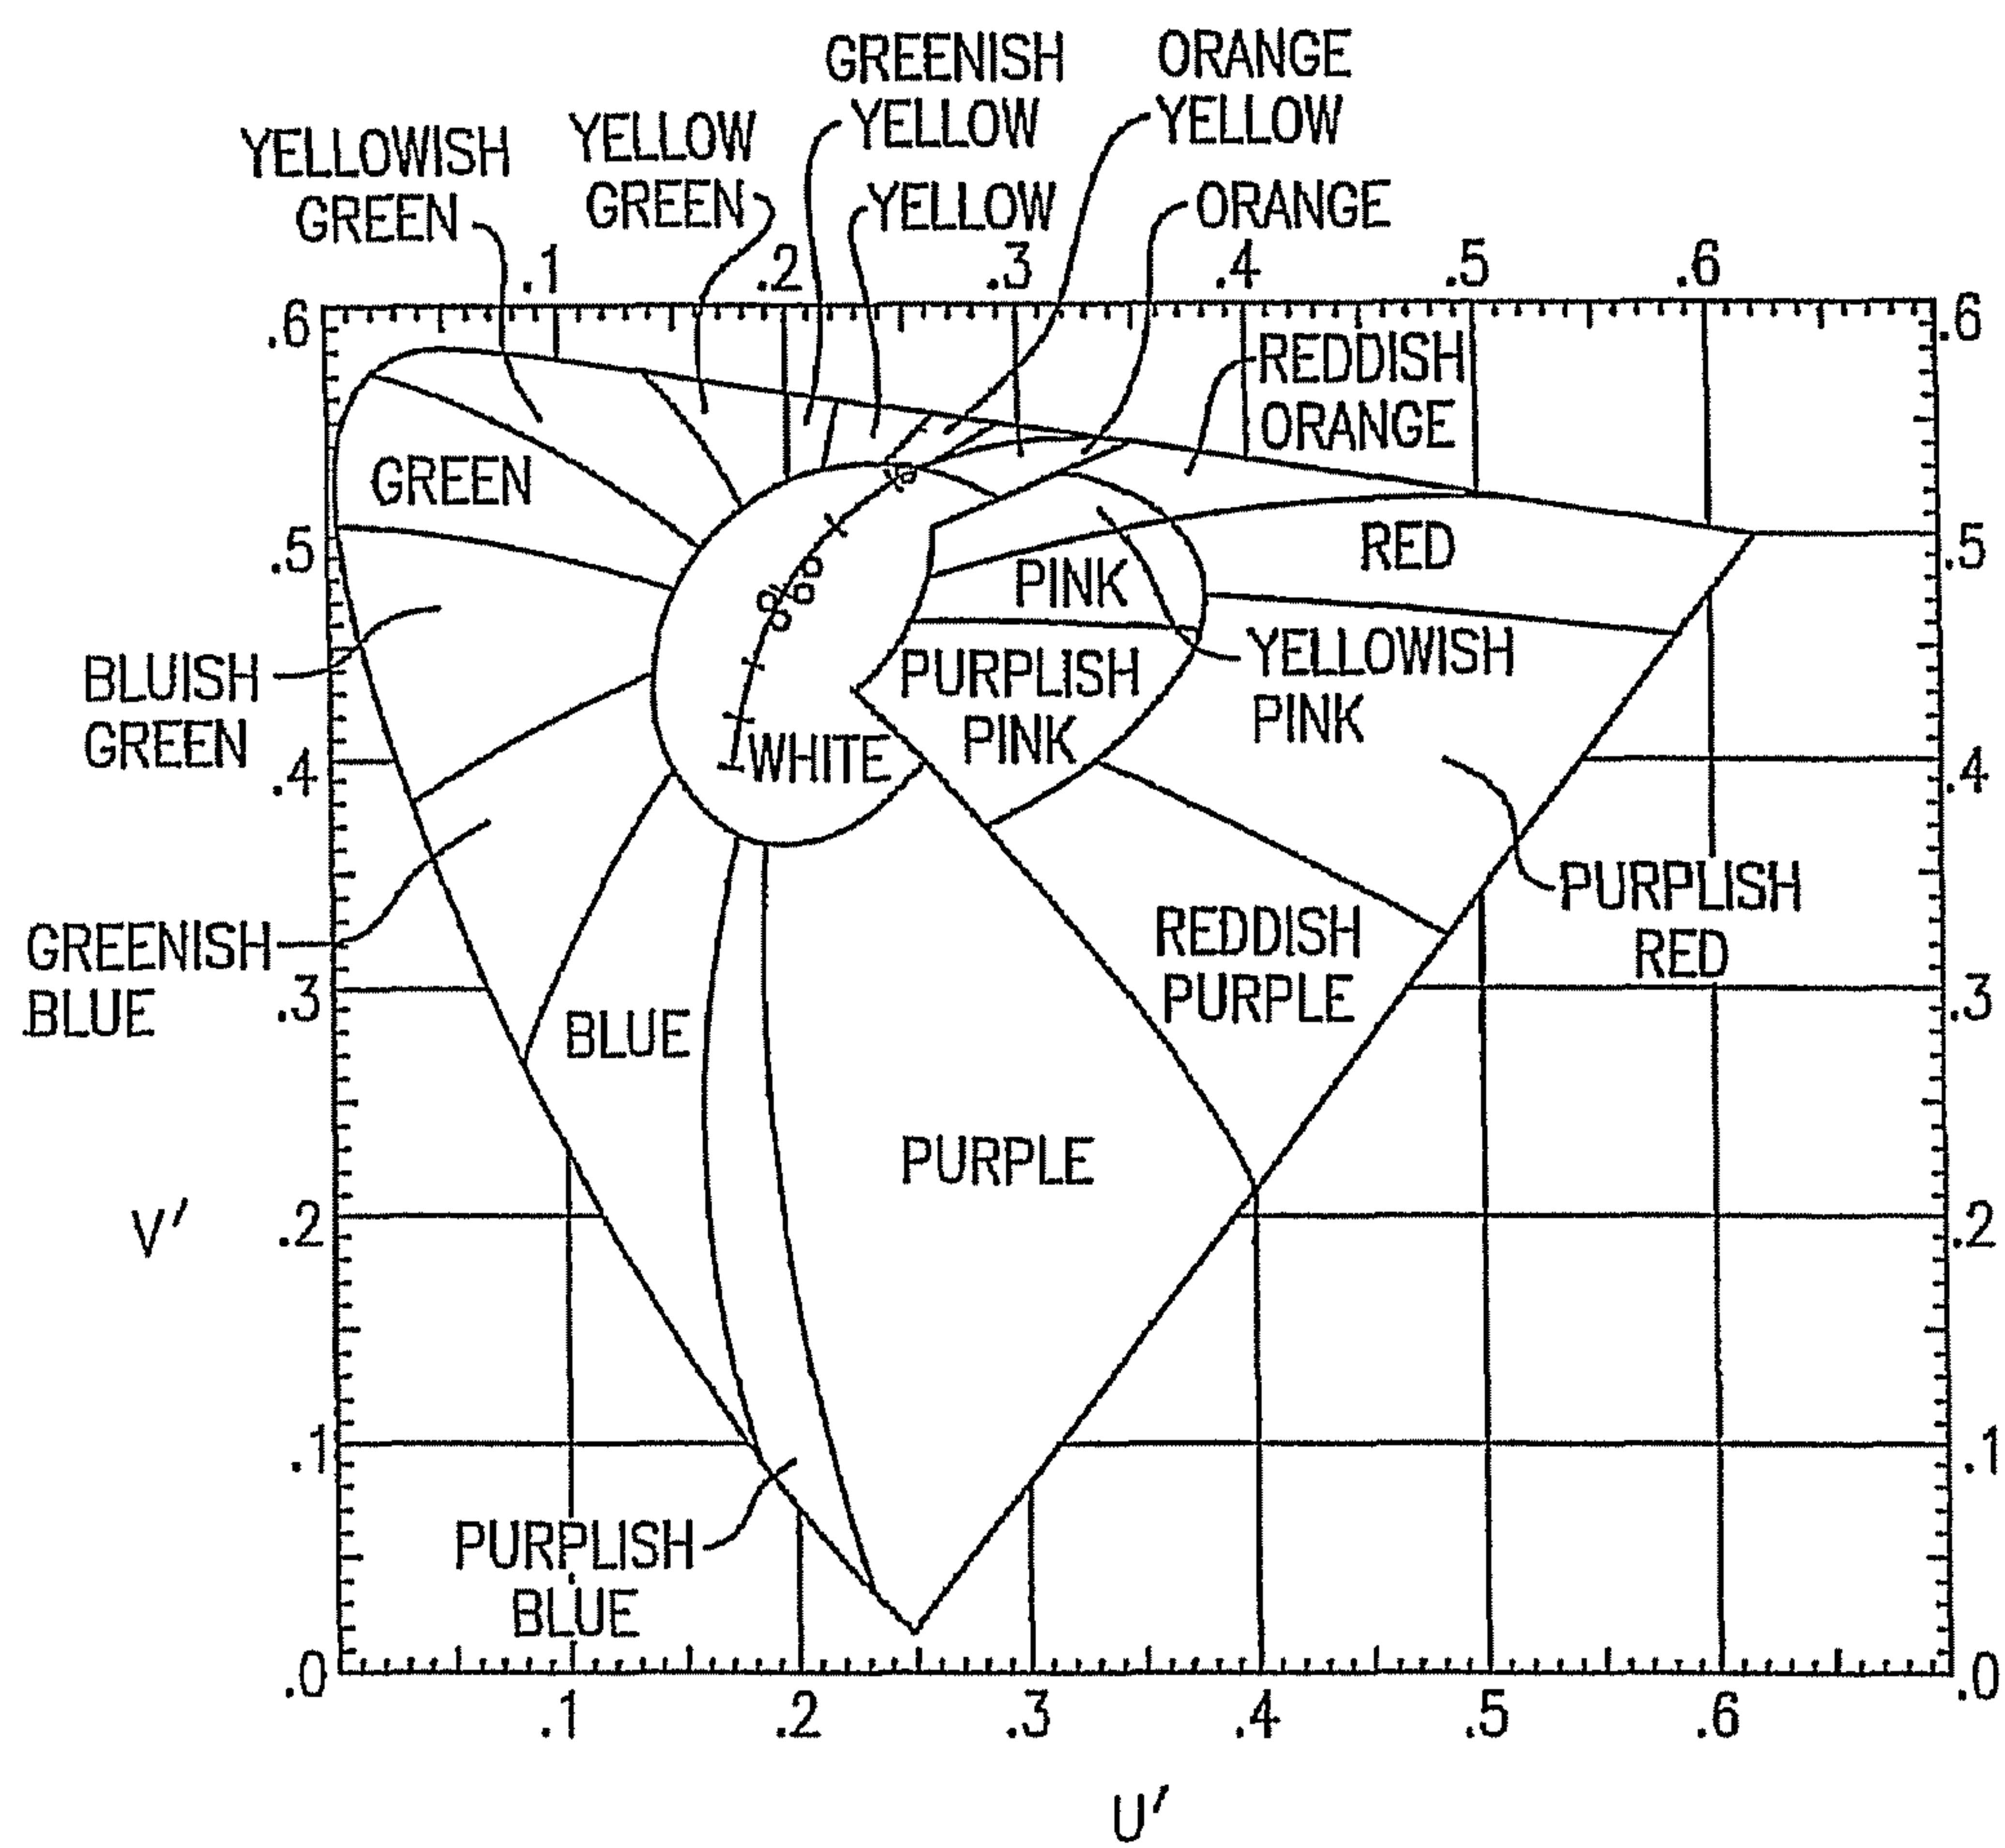 GREENISH
YELLOW
ORANGE
YELLOW
YELLOWISH
GREEN
YELLOW
GREEN
YELLOW
ORANGE
.1
.2
.3
.4
.5
.6
.6
.6
REDDISH
ORANGE
GREEN
RED
.5
.5
PINK
BLUISH
GREEN
PURPLISH
PINK
YELLOWISH
PINK
WHITE
.4
.4
PURPLISH
RED
GREENISH
BLUE
REDDISH
PURPLE
.3
.3
BLUE
PURPLE
V'
.2
.2
.1
.1
PURPLISH
BLUE
.0
.0
.1
.2
.3
.4
.5
.6
U'